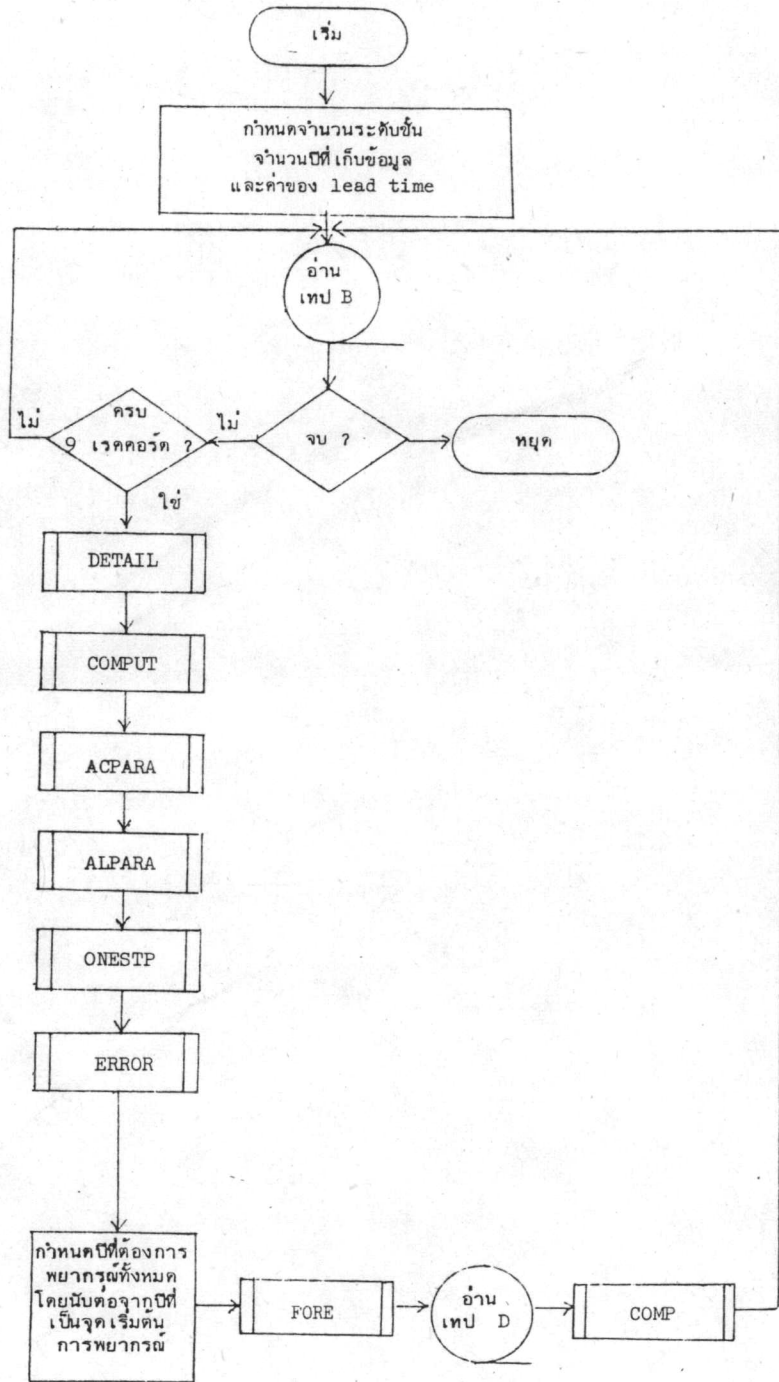 เริ่ม
กำหนดจำนวนระดับชั้น
จำนวนปีที่เก็บข้อมูล
และค่าของ lead time
อ่าน
เทป B
ไม่
ครบ
9 เรคคอร์ด ?
ไม่
จบ ?
หยุด
ใช่
DETAIL
COMPUT
ACPARA
ALPARA
ONESTP
ERROR
กำหนดปีที่ต้องการ
พยากรณ์ทั้งหมด
โดยนับต่อจากปีที่
เป็นจุดเริ่มต้น
การพยากรณ์
FORE
อ่าน
เทป D
COMP